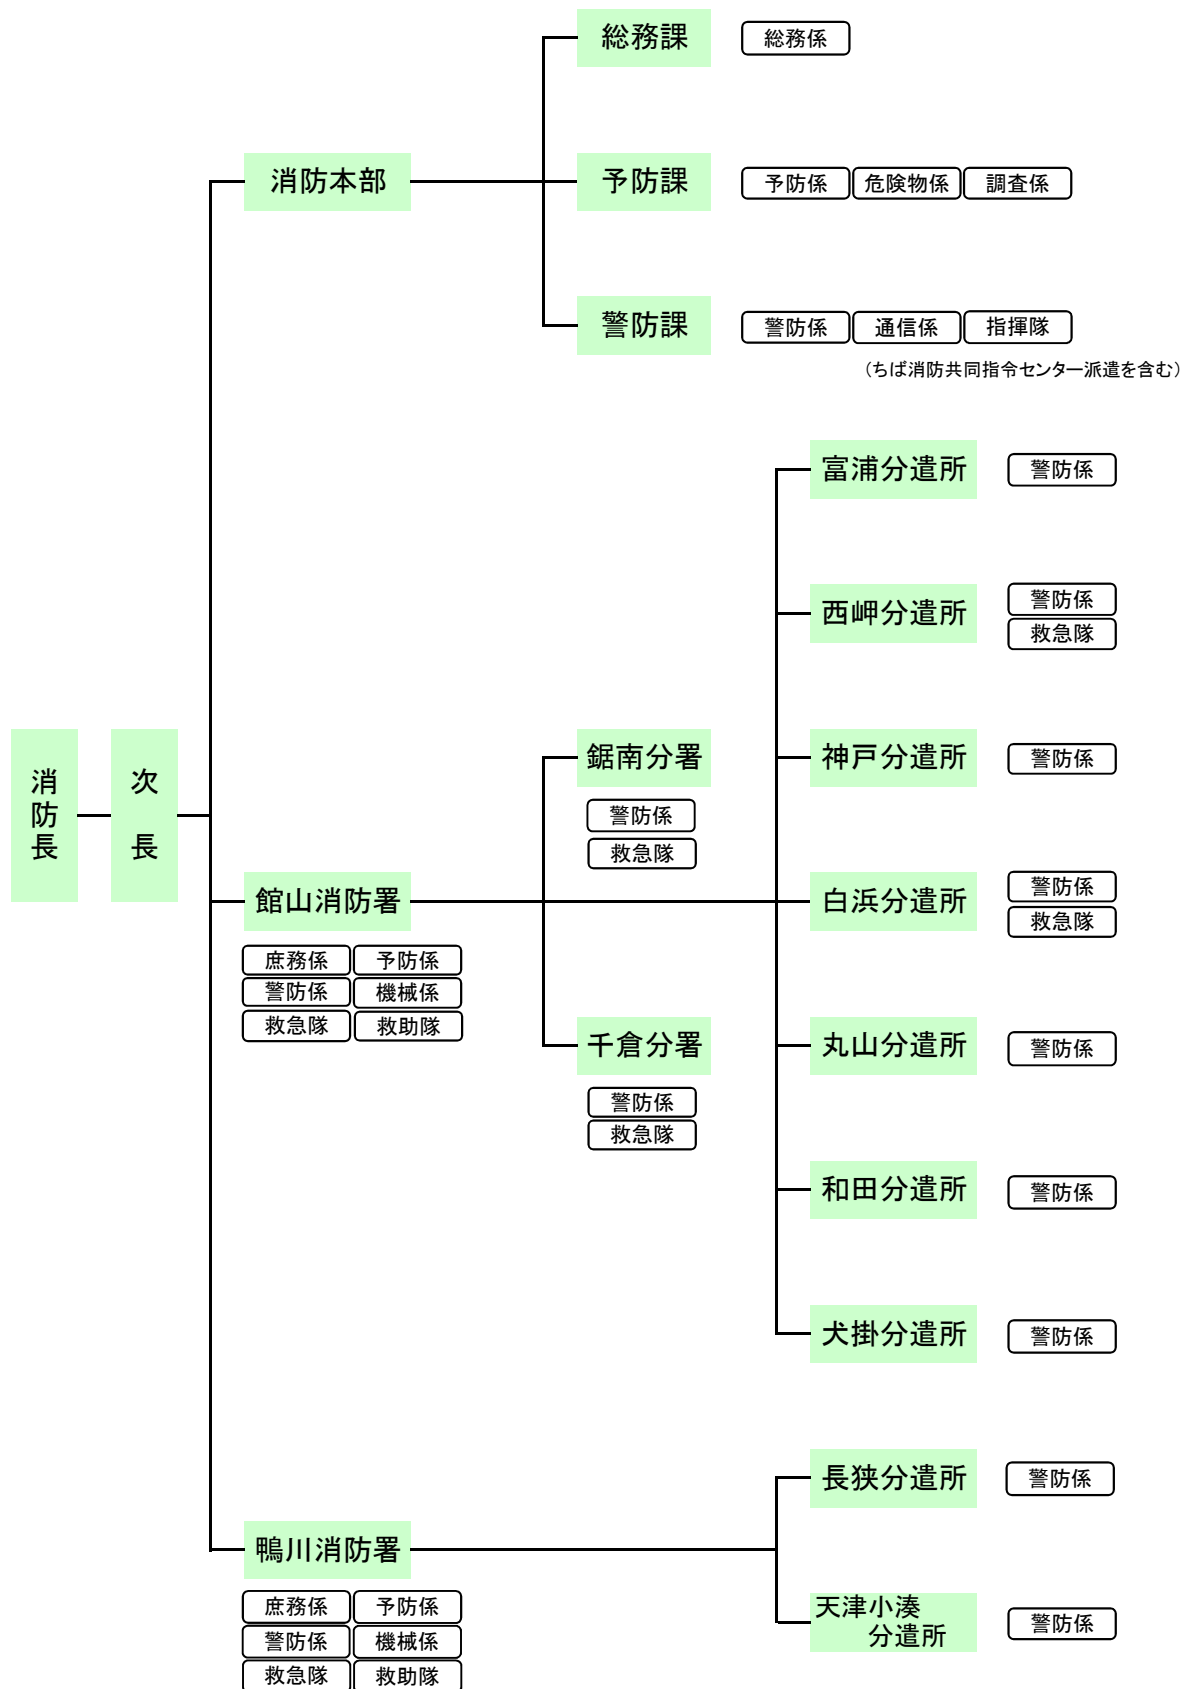 総務課
総務係
消防本部
予防課
予防係
危険物係
調査係
警防課
警防係
通信係
指揮隊
（ちば消防共同指令センター派遣を含む）
富浦分遣所
警防係
西岬分遣所
警防係
救急隊
消防長
次長
鋸南分署
警防係
救急隊
神戸分遣所
警防係
館山消防署
庶務係
予防係
警防係
機械係
救急隊
救助隊
白浜分遣所
警防係
救急隊
千倉分署
警防係
救急隊
丸山分遣所
警防係
和田分遣所
警防係
犬掛分遣所
警防係
長狭分遣所
警防係
鴨川消防署
庶務係
予防係
警防係
機械係
救急隊
救助隊
天津小湊
分遣所
警防係